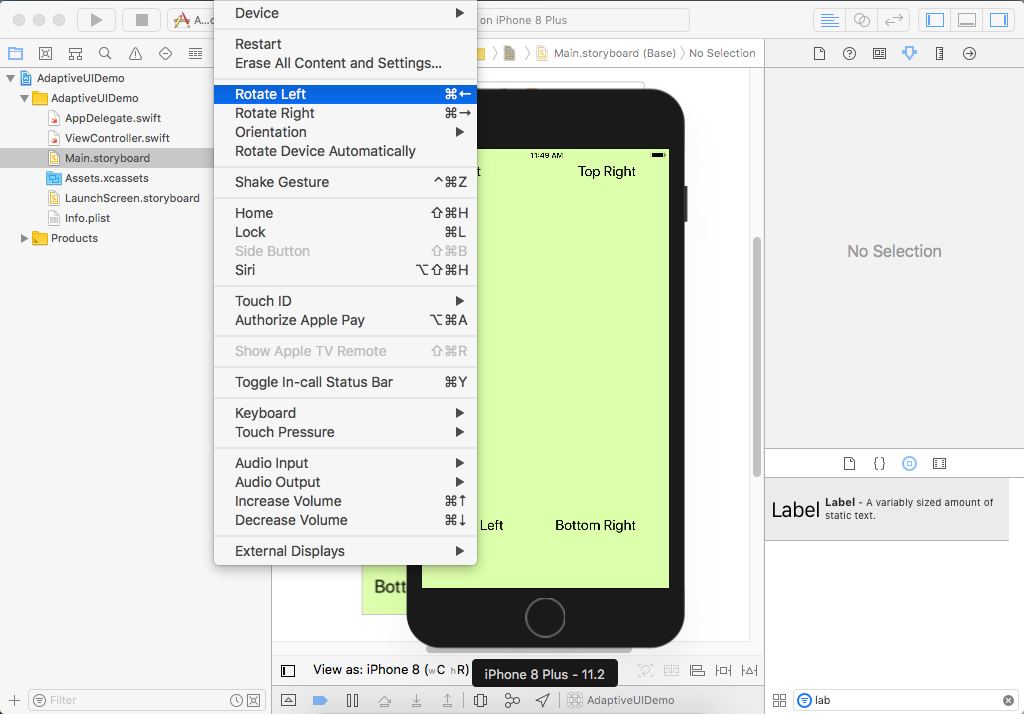 A...c
on iPhone 8 Plus
Main.storyboard (Base)
No Selection
AdaptiveUIDemo
AdaptiveUIDemo
AppDelegate.swift
ViewController.swift
Main.storyboard
Assets.xcassets
LaunchScreen.storyboard
Info.plist
Products
Device
Restart
Erase All Content and Settings...
Rotate Left ⌘←
Rotate Right ⌘→
Orientation
Rotate Device Automatically
Shake Gesture ^⌘Z
Home ⇧⌘H
Lock ⌘L
Side Button ⇧⌘B
Siri ⌥⇧⌘H
Touch ID
Authorize Apple Pay ⌥⌘A
Show Apple TV Remote ⇧⌘R
Toggle In-call Status Bar ⌘Y
Keyboard
Touch Pressure
Audio Input
Audio Output
Increase Volume ⌘↑
Decrease Volume ⌘↓
External Displays
11:49 AM
t
Top Right
Left
Bottom Right
Bott
No Selection
Label
Label - A variably sized amount of
static text.
View as: iPhone 8 (wC hR)
iPhone 8 Plus - 11.2
Filter
AdaptiveUIDemo
lab